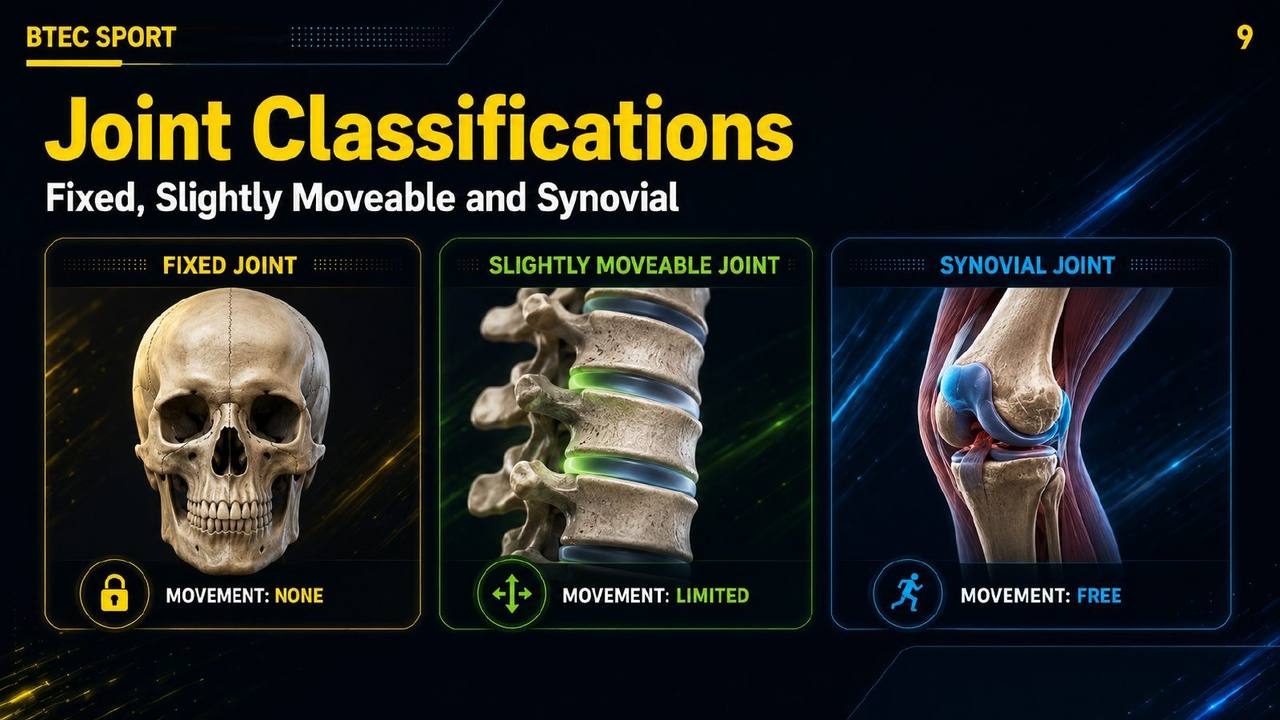 BTEC SPORT
9
Joint Classifications
Fixed, Slightly Moveable and Synovial
FIXED JOINT
MOVEMENT: NONE
SLIGHTLY MOVEABLE JOINT
MOVEMENT: LIMITED
SYNOVIAL JOINT
MOVEMENT: FREE